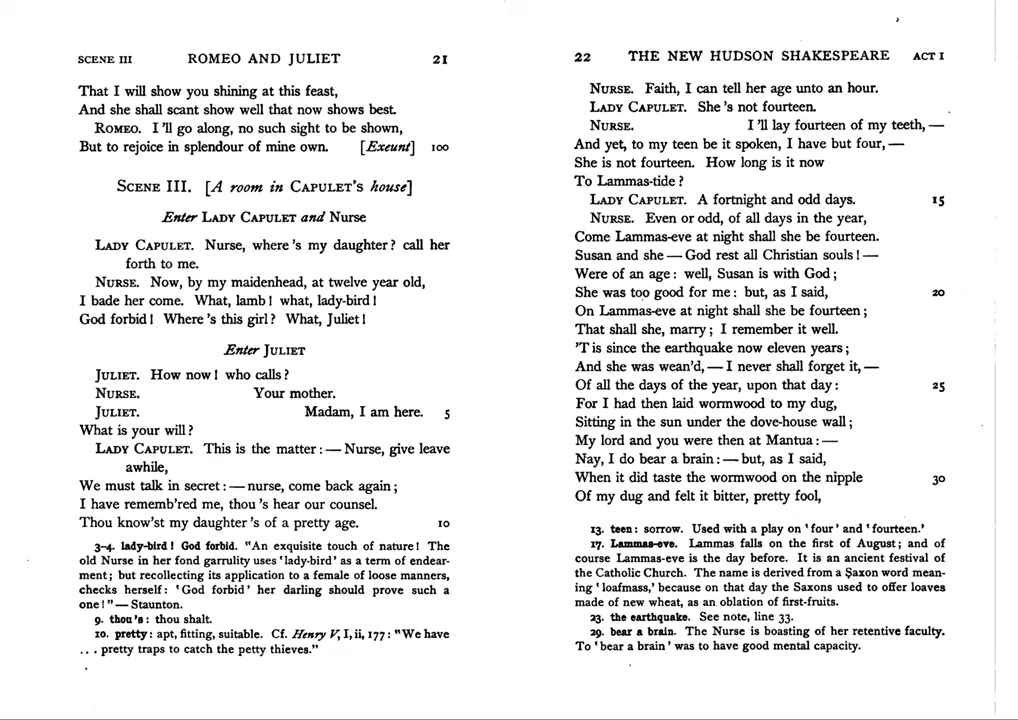 SCENE III ROMEO AND JULIET 21
That I will show you shining at this feast,
And she shall scant show well that now shows best.
ROMEO. I'll go along, no such sight to be shown,
But to rejoice in splendour of mine own. [Exeunt] 100
SCENE III. [A room in CAPULET'S house]
Enter LADY CAPULET and Nurse
LADY CAPULET. Nurse, where's my daughter? call her
forth to me.
NURSE. Now, by my maidenhead, at twelve year old,
I bade her come. What, lamb! what, lady-bird!
God forbid! Where's this girl? What, Juliet!
Enter JULIET
JULIET. How now! who calls?
NURSE. Your mother.
JULIET. Madam, I am here. 5
What is your will?
LADY CAPULET. This is the matter: — Nurse, give leave
awhile,
We must talk in secret: — nurse, come back again;
I have rememb'red me, thou's hear our counsel.
Thou know'st my daughter's of a pretty age. 10
3-4. lady-bird! God forbid. "An exquisite touch of nature! The
old Nurse in her fond garrulity uses 'lady-bird' as a term of endear-
ment; but recollecting its application to a female of loose manners,
checks herself: 'God forbid' her darling should prove such a
one!" — Staunton.
9. thou's: thou shalt.
10. pretty: apt, fitting, suitable. Cf. Henry V, I, ii, 177: "We have
... pretty traps to catch the petty thieves."
22 THE NEW HUDSON SHAKESPEARE ACT I
NURSE. Faith, I can tell her age unto an hour.
LADY CAPULET. She's not fourteen.
NURSE. I'll lay fourteen of my teeth, —
And yet, to my teen be it spoken, I have but four, —
She is not fourteen. How long is it now
To Lammas-tide?
LADY CAPULET. A fortnight and odd days. 15
NURSE. Even or odd, of all days in the year,
Come Lammas-eve at night shall she be fourteen.
Susan and she — God rest all Christian souls! —
Were of an age: well, Susan is with God;
She was too good for me: but, as I said, 20
On Lammas-eve at night shall she be fourteen;
That shall she, marry; I remember it well.
'T is since the earthquake now eleven years;
And she was wean'd, — I never shall forget it, —
Of all the days of the year, upon that day: 25
For I had then laid wormwood to my dug,
Sitting in the sun under the dove-house wall;
My lord and you were then at Mantua: —
Nay, I do bear a brain: — but, as I said,
When it did taste the wormwood on the nipple 30
Of my dug and felt it bitter, pretty fool,
13. teen: sorrow. Used with a play on 'four' and 'fourteen.'
17. Lammas-eve. Lammas falls on the first of August; and of
course Lammas-eve is the day before. It is an ancient festival of
the Catholic Church. The name is derived from a Saxon word mean-
ing 'loafmass,' because on that day the Saxons used to offer loaves
made of new wheat, as an oblation of first-fruits.
23. the earthquake. See note, line 33.
29. bear a brain. The Nurse is boasting of her retentive faculty.
To 'bear a brain' was to have good mental capacity.